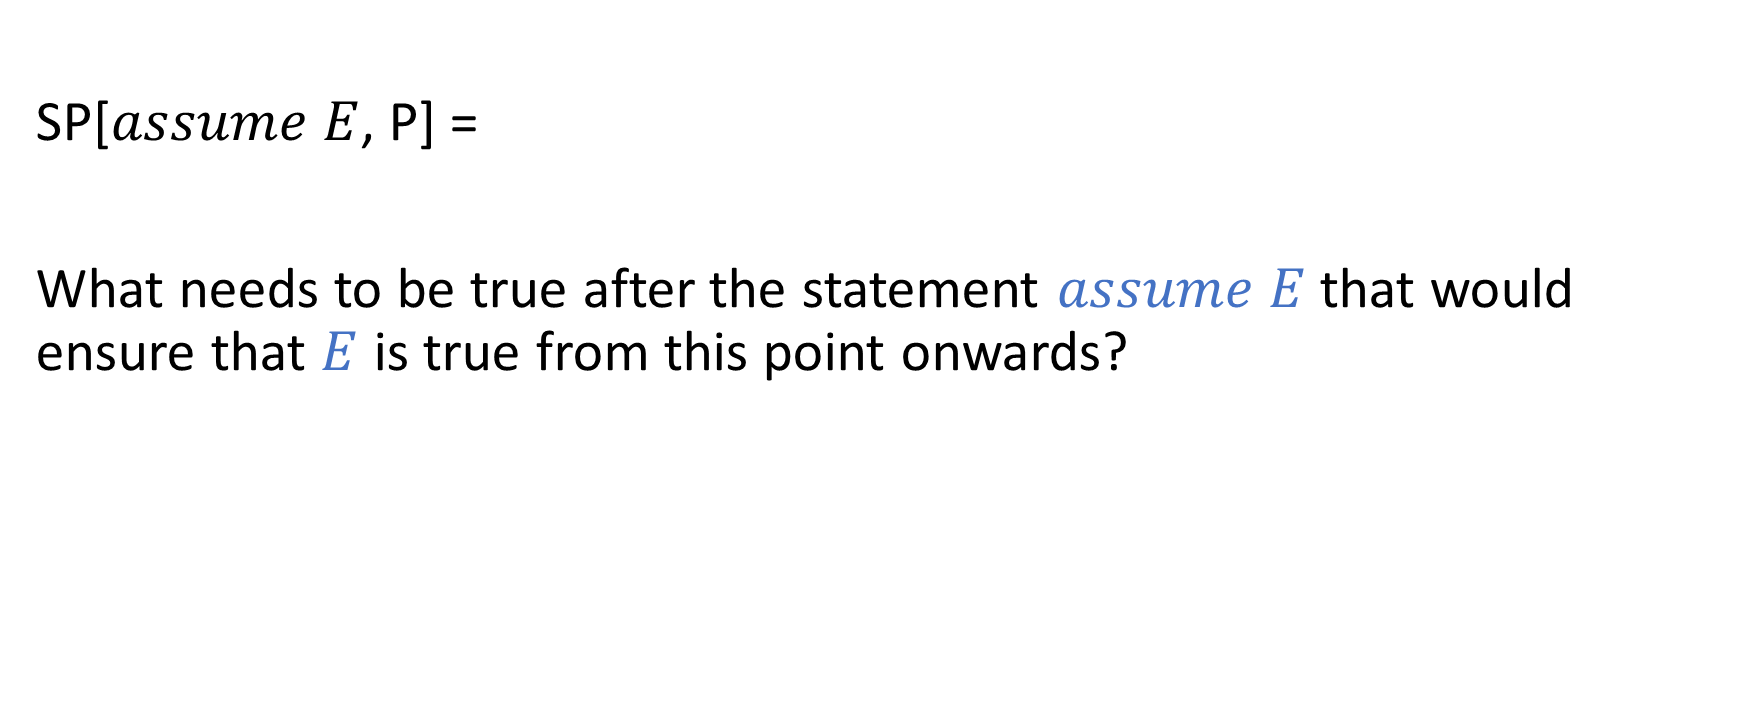 SP[assume E, P] =
What needs to be true after the statement assume E that would
ensure that E is true from this point onwards?